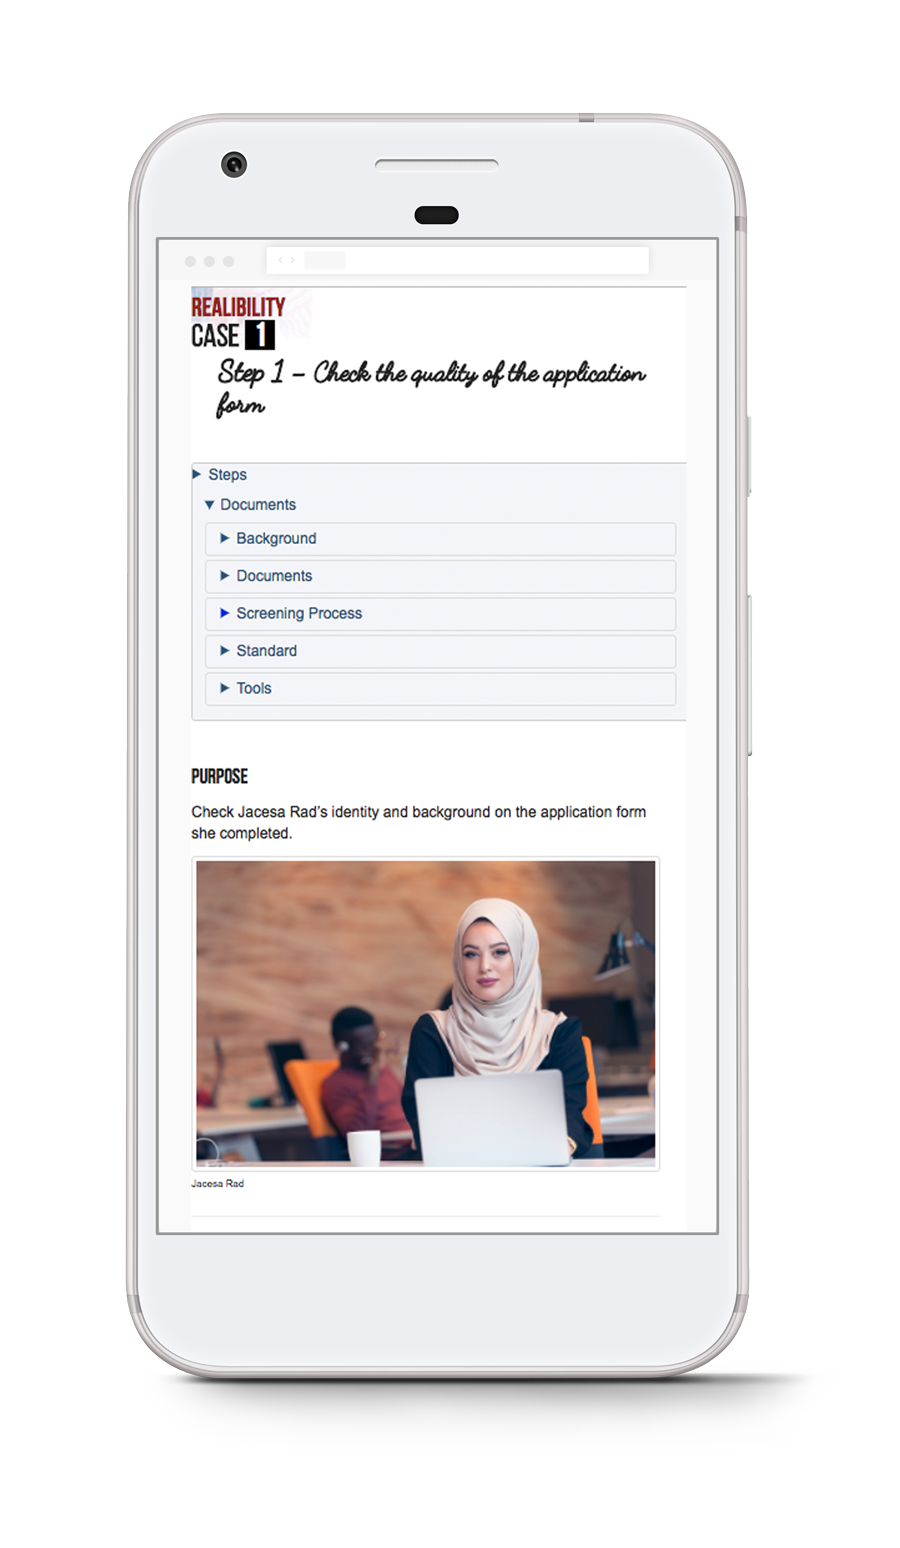 REALIBILITY
CASE 1
Step 1 – Check the quality of the application
form
Steps
Documents
Background
Documents
Screening Process
Standard
Tools
PURPOSE
Check Jacesa Rad’s identity and background on the application form
she completed.
Jacesa Rad